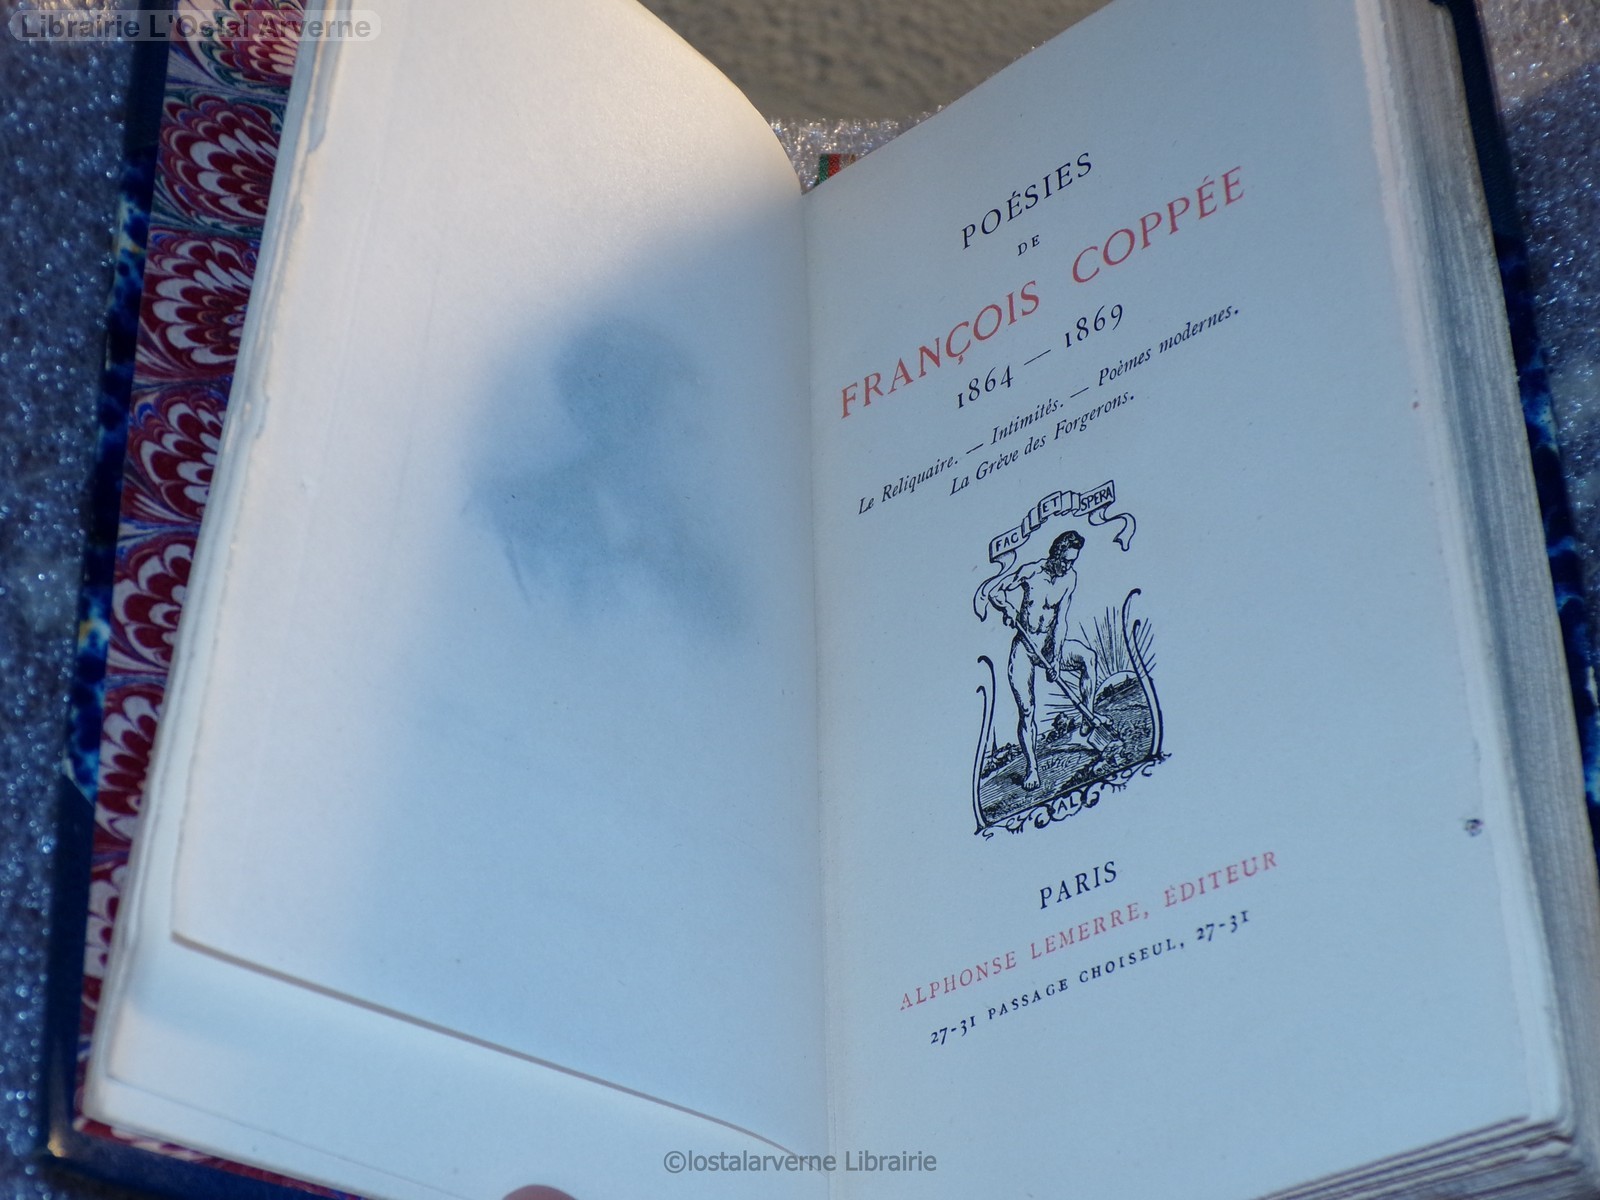 Librairie L'Ostal Arverne
POÉSIES
DE
FRANÇOIS COPPÉE
1864 — 1869
Le Reliquaire. — Intimités. — Poèmes modernes.
La Grève des Forgerons.
FAC ET SPERA
AL
PARIS
ALPHONSE LEMERRE, ÉDITEUR
27-31 PASSAGE CHOISEUL, 27-31
©lostalarverne Librairie